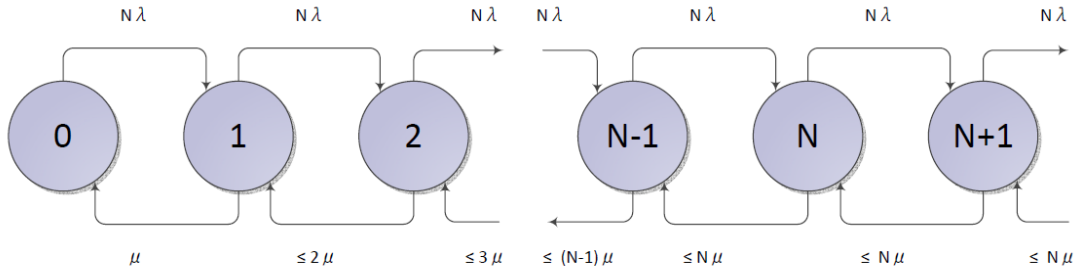 N λ N λ N λ N λ N λ N λ N λ
0 1 2 N-1 N N+1
μ ≤ 2 μ ≤ 3 μ ≤ (N-1) μ ≤ N μ ≤ N μ ≤ N μ